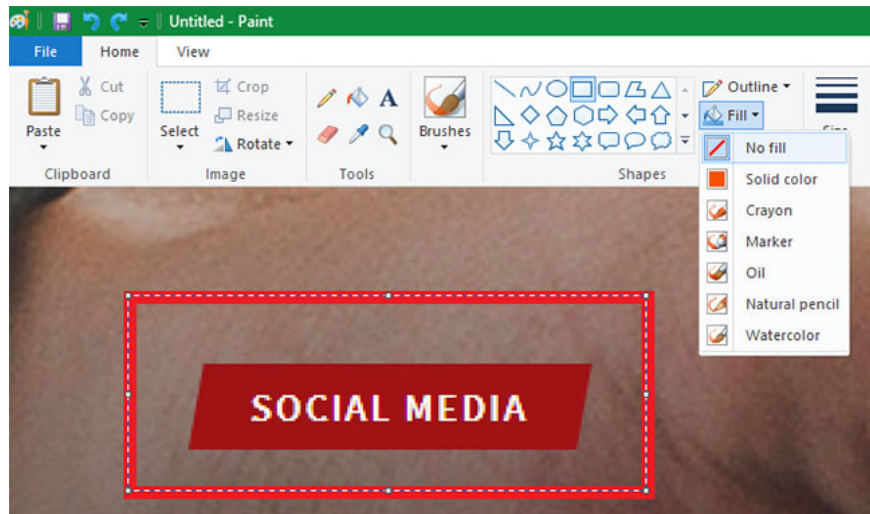 Untitled - Paint
File Home View
Cut
Copy
Paste
Clipboard
Crop
Resize
Rotate
Select
Image
A
Tools
Brushes
Shapes
Outline
Fill
No fill
Solid color
Crayon
Marker
Oil
Natural pencil
Watercolor
SOCIAL MEDIA